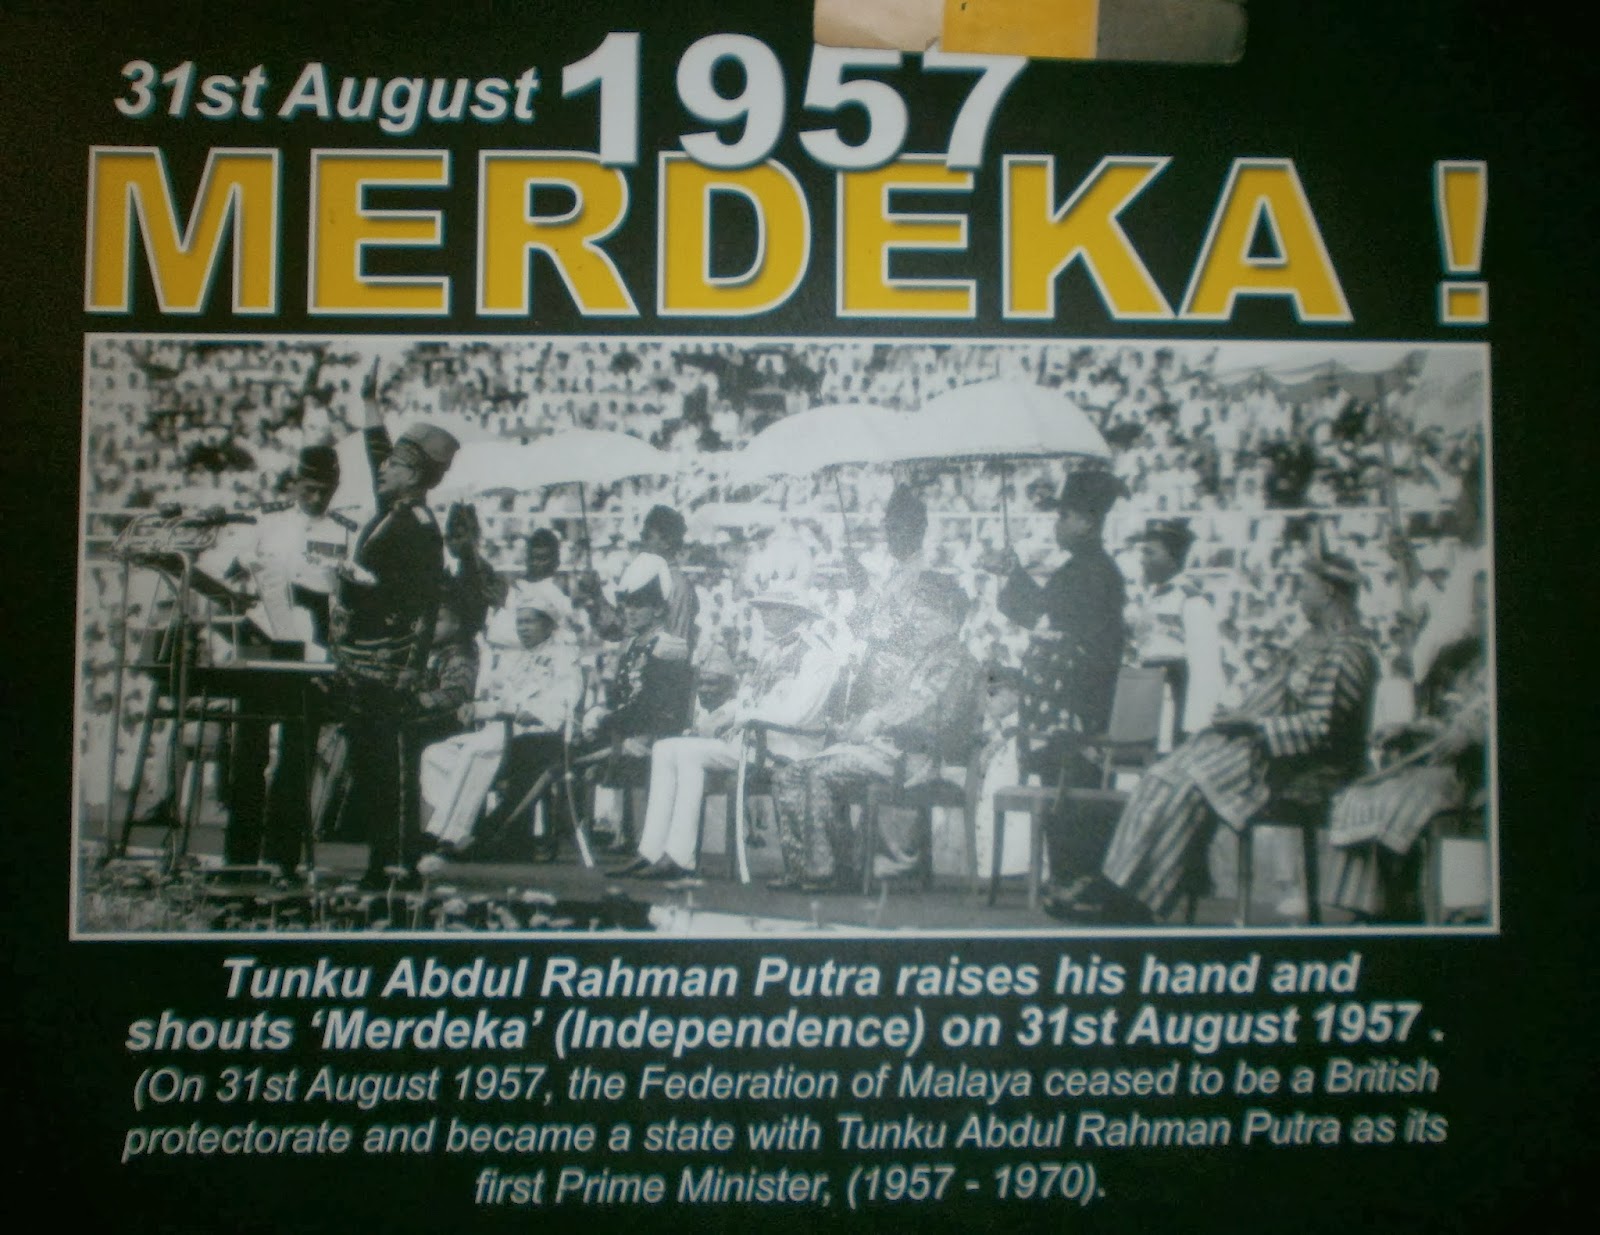 31st August 1957
MERDEKA !
Tunku Abdul Rahman Putra raises his hand and
shouts ‘Merdeka’ (Independence) on 31st August 1957 .
(On 31st August 1957, the Federation of Malaya ceased to be a British
protectorate and became a state with Tunku Abdul Rahman Putra as its
first Prime Minister, (1957 - 1970).